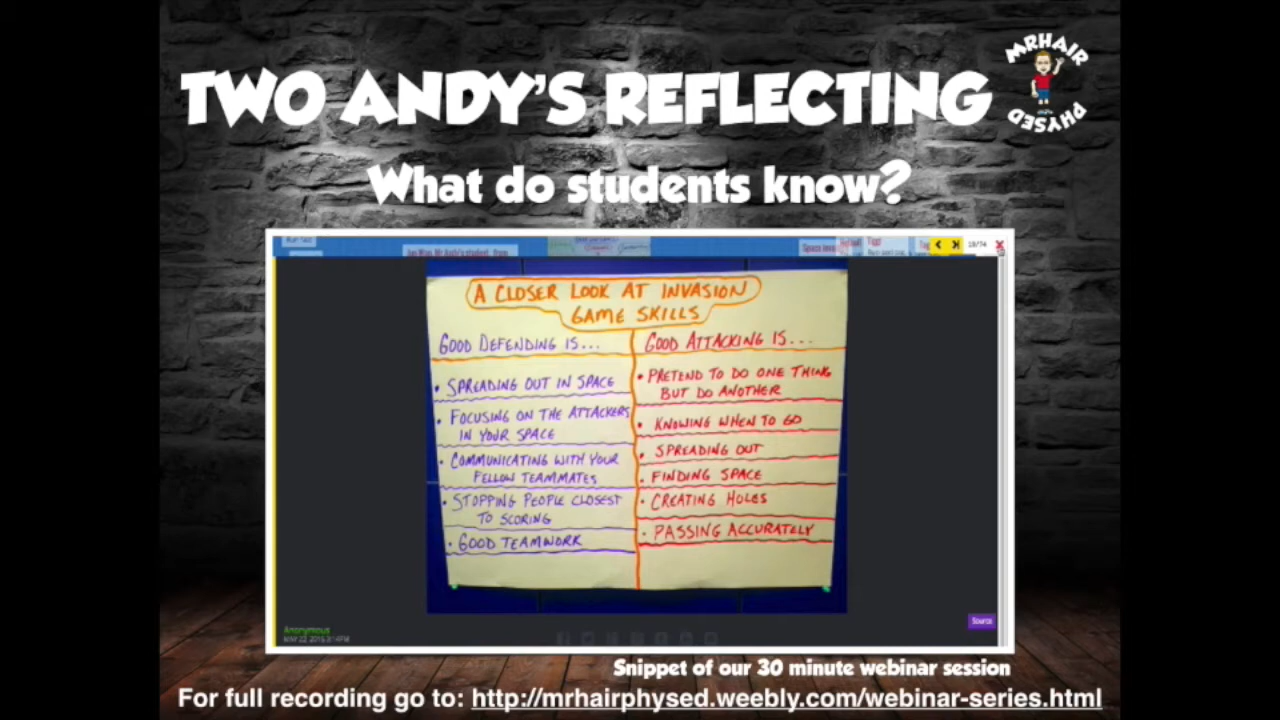 TWO ANDY'S REFLECTING
MRHAIR
PHYSED
What do students know?
18/74
A CLOSER LOOK AT INVASION
GAME SKILLS
GOOD DEFENDING IS...
• SPREADING OUT IN SPACE
• FOCUSING ON THE ATTACKERS
IN YOUR SPACE
• COMMUNICATING WITH YOUR
FELLOW TEAMMATES
• STOPPING PEOPLE CLOSEST
TO SCORING
• GOOD TEAMWORK
GOOD ATTACKING IS...
• PRETEND TO DO ONE THING
BUT DO ANOTHER
• KNOWING WHEN TO GO
• SPREADING OUT
• FINDING SPACE
• CREATING HOLES
• PASSING ACCURATELY
Source
Anonymous
Snippet of our 30 minute webinar session
For full recording go to: http://mrhairphysed.weebly.com/webinar-series.html